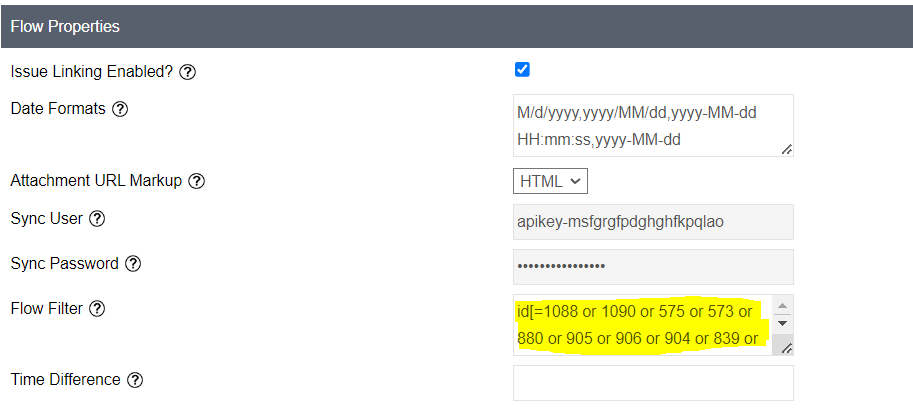 Flow Properties
Issue Linking Enabled?
Date Formats
M/d/yyyy,yyyy/MM/dd,yyyy-MM-dd
HH:mm:ss,yyyy-MM-dd
Attachment URL Markup
HTML
Sync User
apikey-msfgrgfpdghghfkpqlao
Sync Password
••••••••••••••••
Flow Filter
id[=1088 or 1090 or 575 or 573 or
880 or 905 or 906 or 904 or 839 or
Time Difference